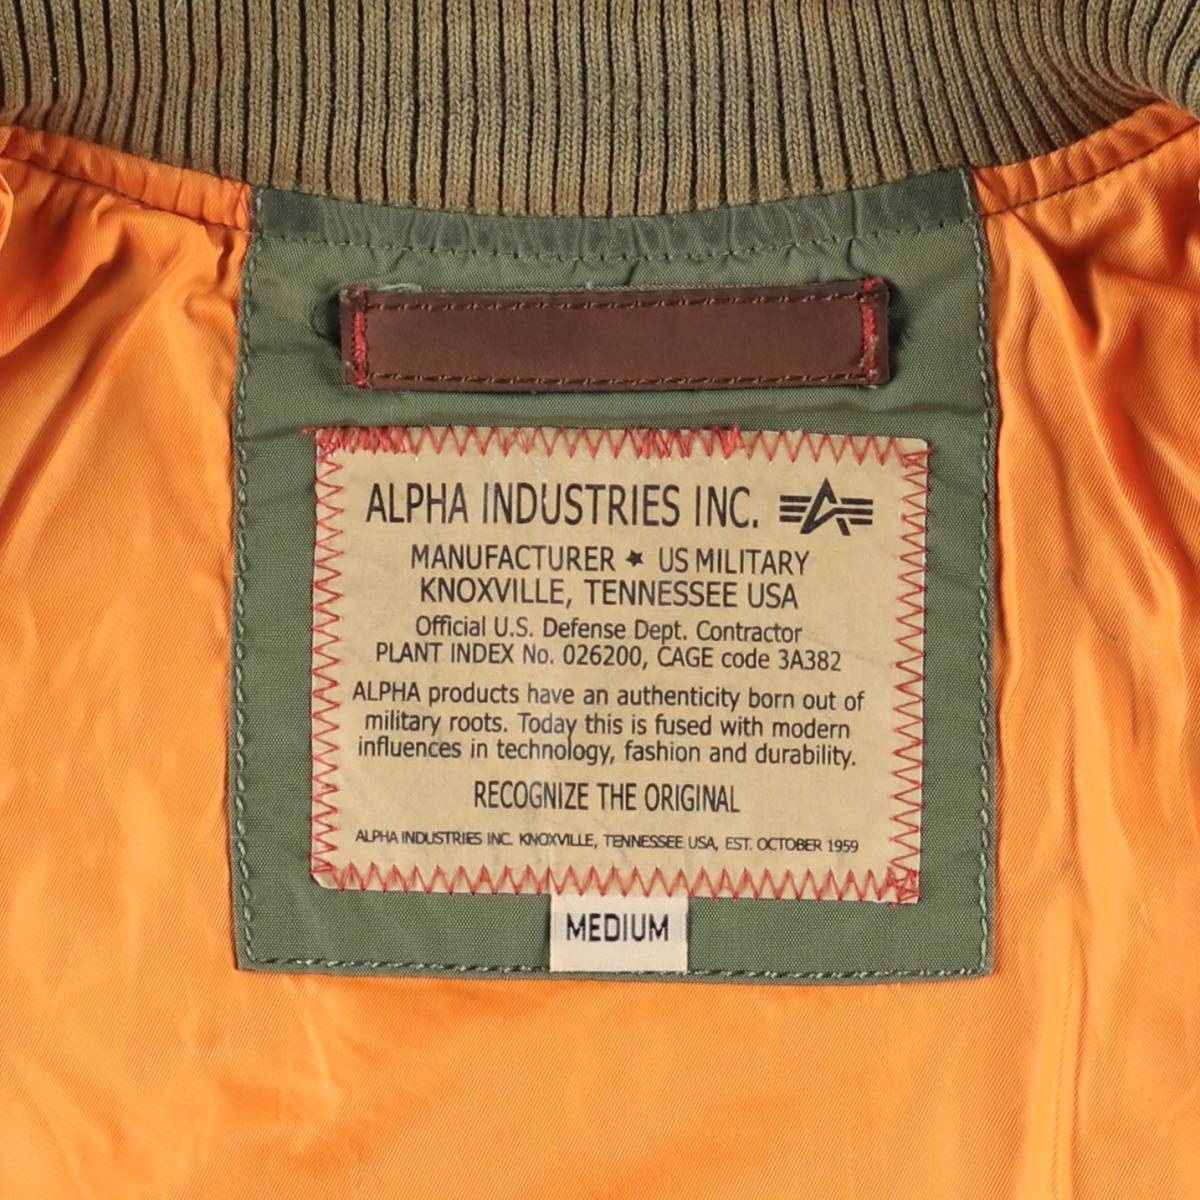 ALPHA INDUSTRIES INC.
MANUFACTURER ★ US MILITARY
KNOXVILLE, TENNESSEE USA
Official U.S. Defense Dept. Contractor
PLANT INDEX No. 026200, CAGE code 3A382
ALPHA products have an authenticity born out of
military roots. Today this is fused with modern
influences in technology, fashion and durability.
RECOGNIZE THE ORIGINAL
ALPHA INDUSTRIES INC. KNOXVILLE, TENNESSEE USA, EST. OCTOBER 1959
MEDIUM